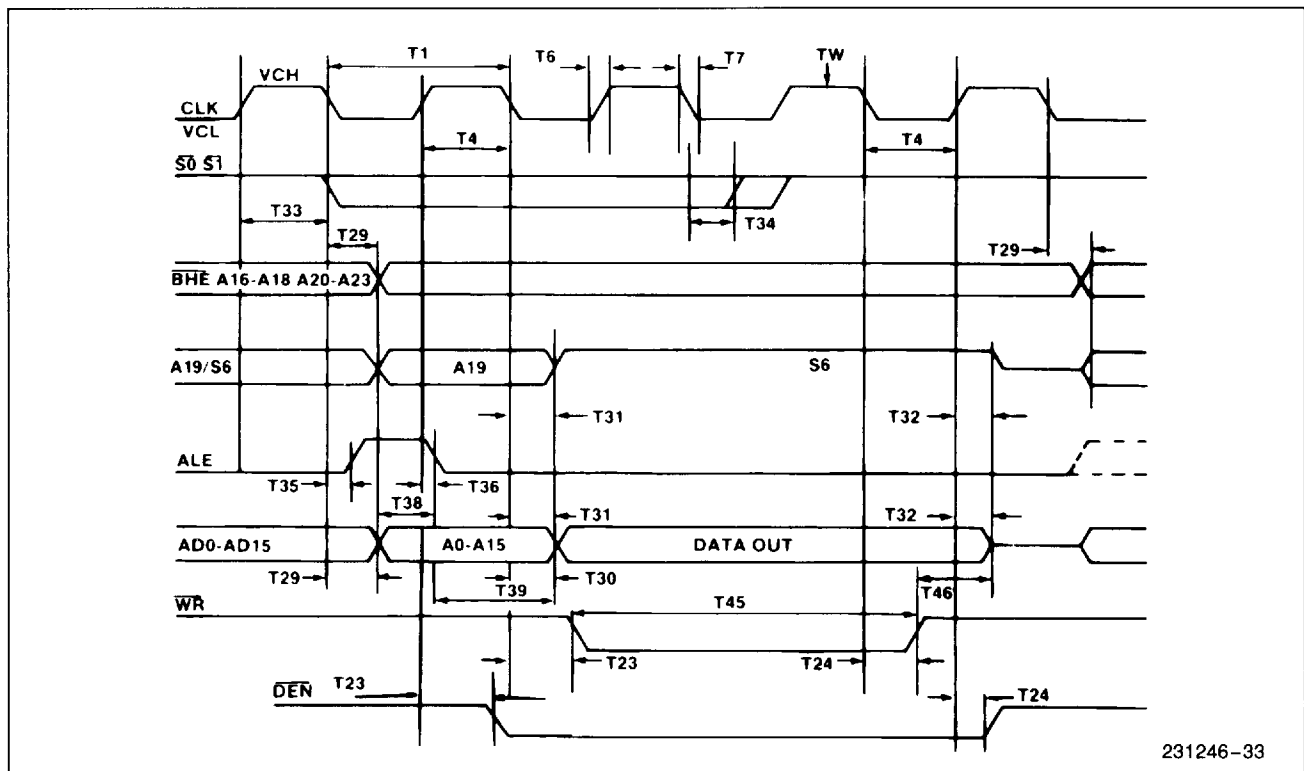 T1 T6 T7 TW
VCH
CLK
VCL
T4 T4
S0 S1
T33 T34
T29 T29
BHE A16-A18 A20-A23
A19/S6 A19 S6
T31 T32
ALE
T35 T36
T38
T31 T32
AD0-AD15 A0-A15 DATA OUT
T29 T30
T39 T46
T45
WR
T23 T24
T23 T24
DEN
231246-33